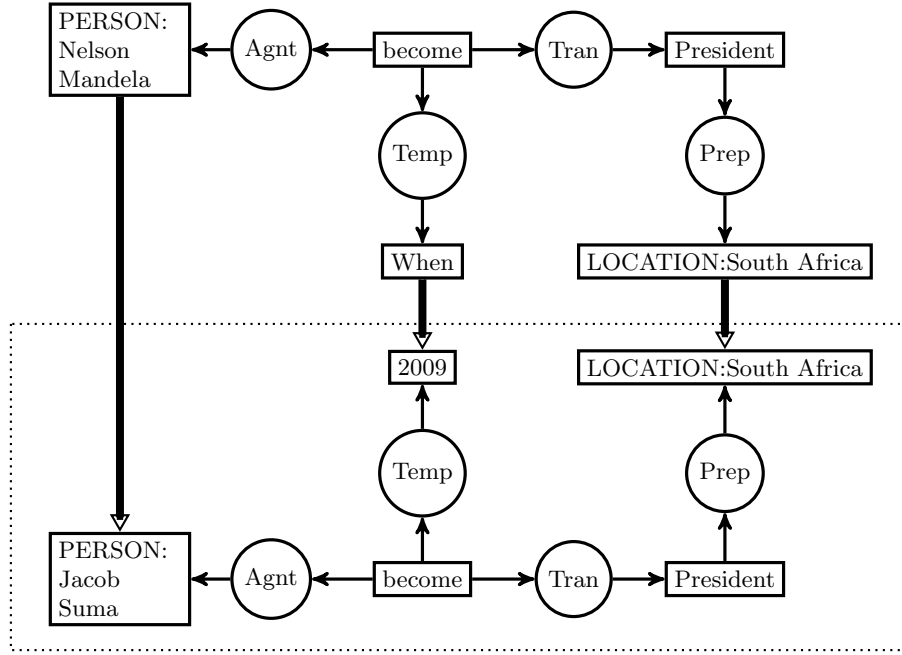 PERSON:
Nelson
Mandela
Agnt
become
Tran
President
Temp
Prep
When
LOCATION:South Africa
2009
LOCATION:South Africa
Temp
Prep
PERSON:
Jacob
Suma
Agnt
become
Tran
President